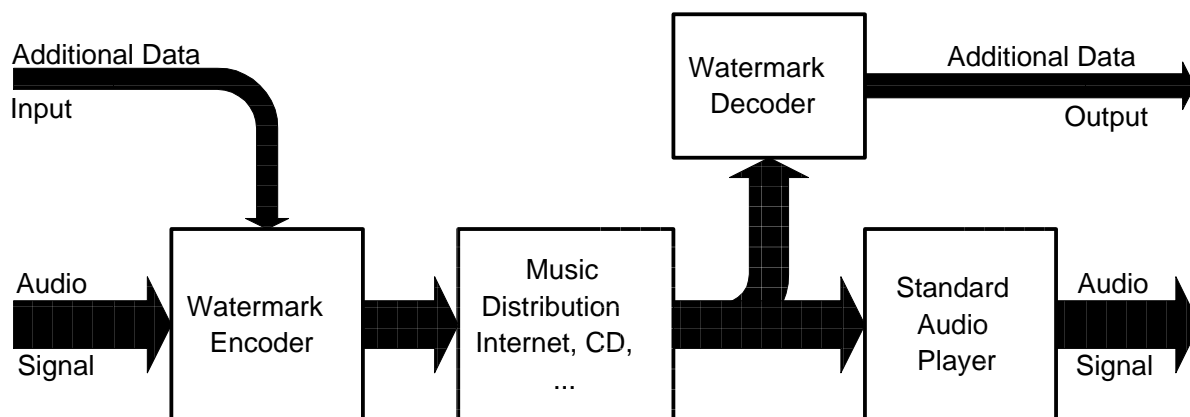 Additional Data
Input
Watermark
Decoder
Additional Data
Output
Audio
Signal
Watermark
Encoder
Music
Distribution
Internet, CD,
...
Standard
Audio
Player
Audio
Signal